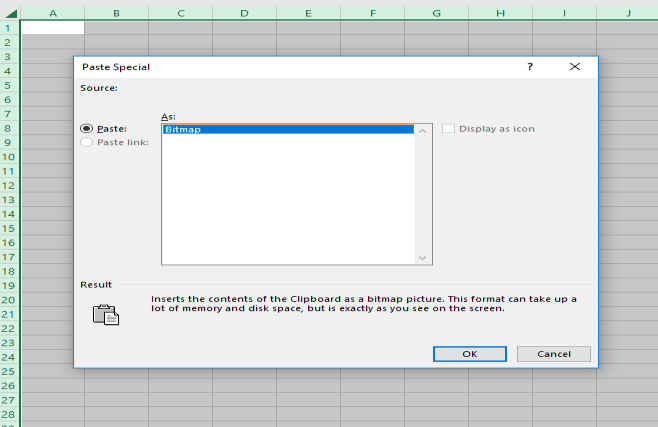 A B C D E F G H I J
1
2
3
4
5
6
7
8
9
10
11
12
13
14
15
16
17
18
19
20
21
22
23
24
25
26
27
28
Paste Special ? 
Source:
As:
Paste:
Bitmap
Display as icon
Paste link:
Result
Inserts the contents of the Clipboard as a bitmap picture. This format can take up a
lot of memory and disk space, but is exactly as you see on the screen.
OK Cancel